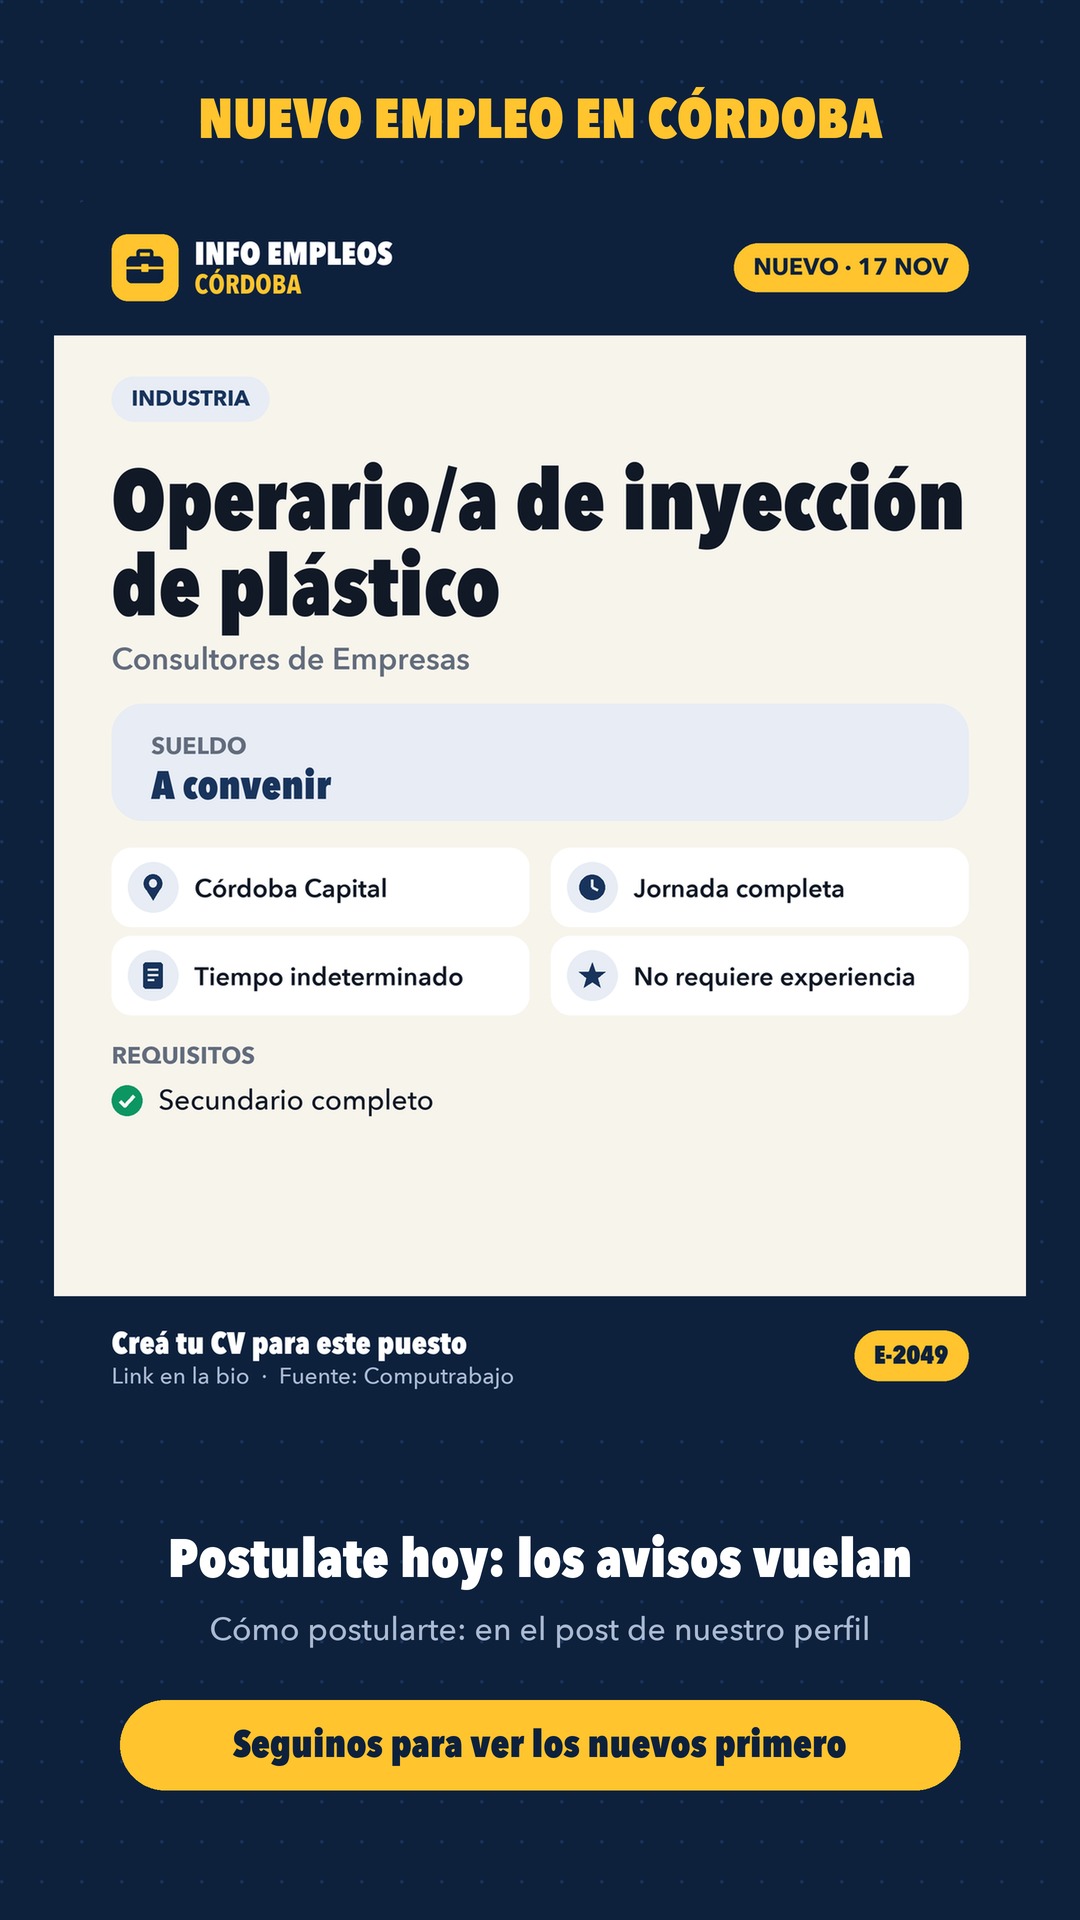 NUEVO EMPLEO EN CÓRDOBA
INFO EMPLEOS
CÓRDOBA
NUEVO · 17 NOV
INDUSTRIA
Operario/a de inyección
de plástico
Consultores de Empresas
SUELDO
A convenir
Córdoba Capital
Jornada completa
Tiempo indeterminado
No requiere experiencia
REQUISITOS
Secundario completo
Creá tu CV para este puesto
Link en la bio · Fuente: Computrabajo
E-2049
Postulate hoy: los avisos vuelan
Cómo postularte: en el post de nuestro perfil
Seguinos para ver los nuevos primero